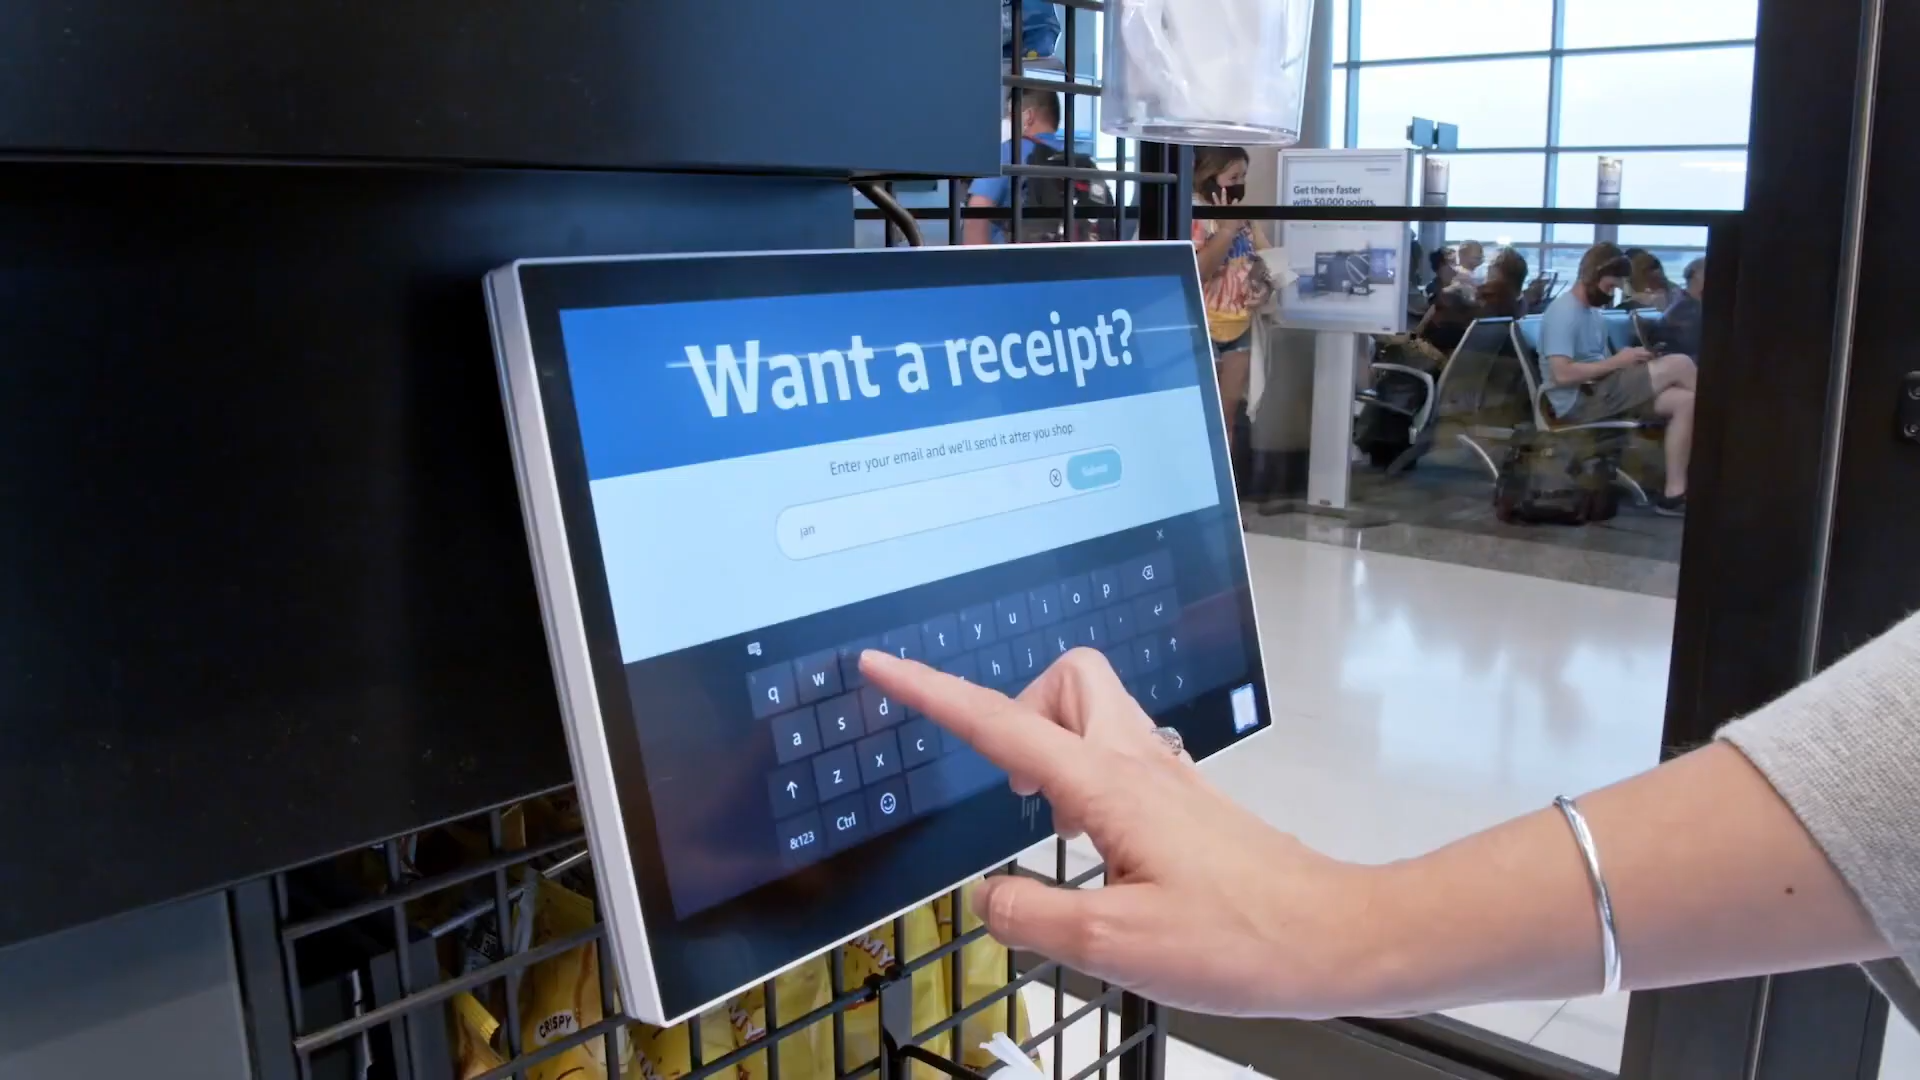 Get there faster
with 50,000 points.
Want a receipt?
Enter your email and we'll send it after you shop.
Submit
jan
q w r t y u i o p
a s d h j k l '
z x c ?
&123 Ctrl
CRISPY